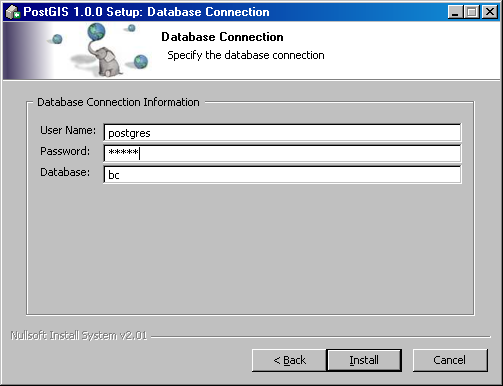 PostGIS 1.0.0 Setup: Database Connection
Database Connection
Specify the database connection
Database Connection Information
User Name: postgres
Password: *****
Database: bc
Nullsoft Install System v2.01
< Back Install Cancel